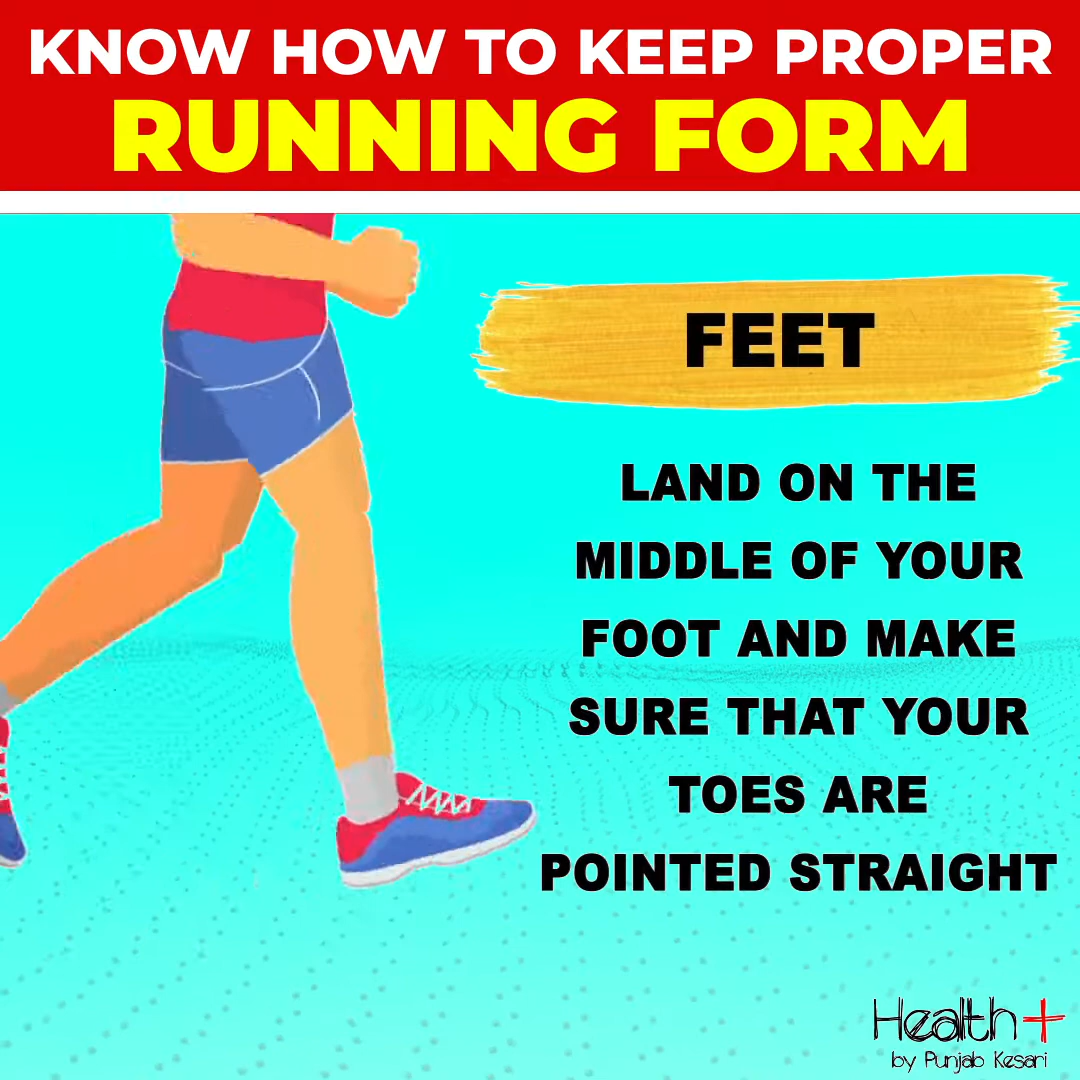 KNOW HOW TO KEEP PROPER
RUNNING FORM
FEET
LAND ON THE
MIDDLE OF YOUR
FOOT AND MAKE
SURE THAT YOUR
TOES ARE
POINTED STRAIGHT
Health+
by Punjab Kesari